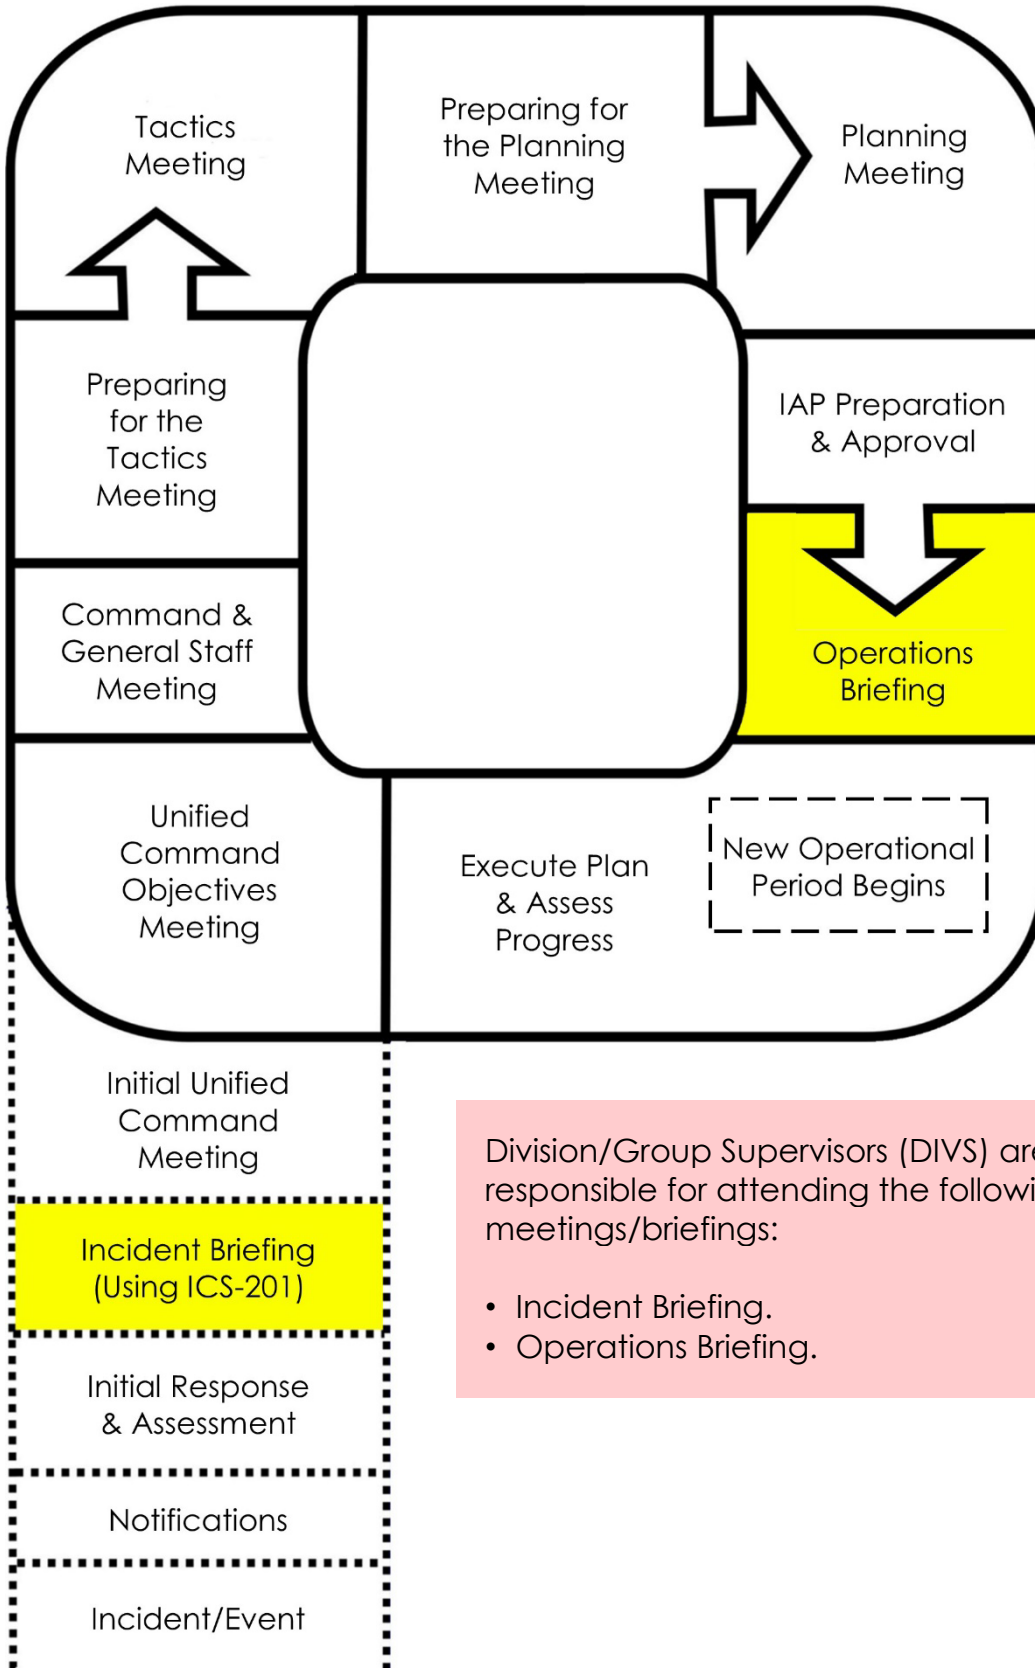 Tactics
Meeting
Preparing for
the Planning
Meeting
Planning
Meeting
Preparing
for the
Tactics
Meeting
IAP Preparation
& Approval
Command &
General Staff
Meeting
Operations
Briefing
Unified
Command
Objectives
Meeting
Execute Plan
& Assess
Progress
New Operational
Period Begins
Initial Unified
Command
Meeting
Incident Briefing
(Using ICS-201)
Initial Response
& Assessment
Notifications
Incident/Event
Division/Group Supervisors (DIVS)
responsible for attending the
meetings/briefings:
• Incident Briefing.
• Operations Briefing.